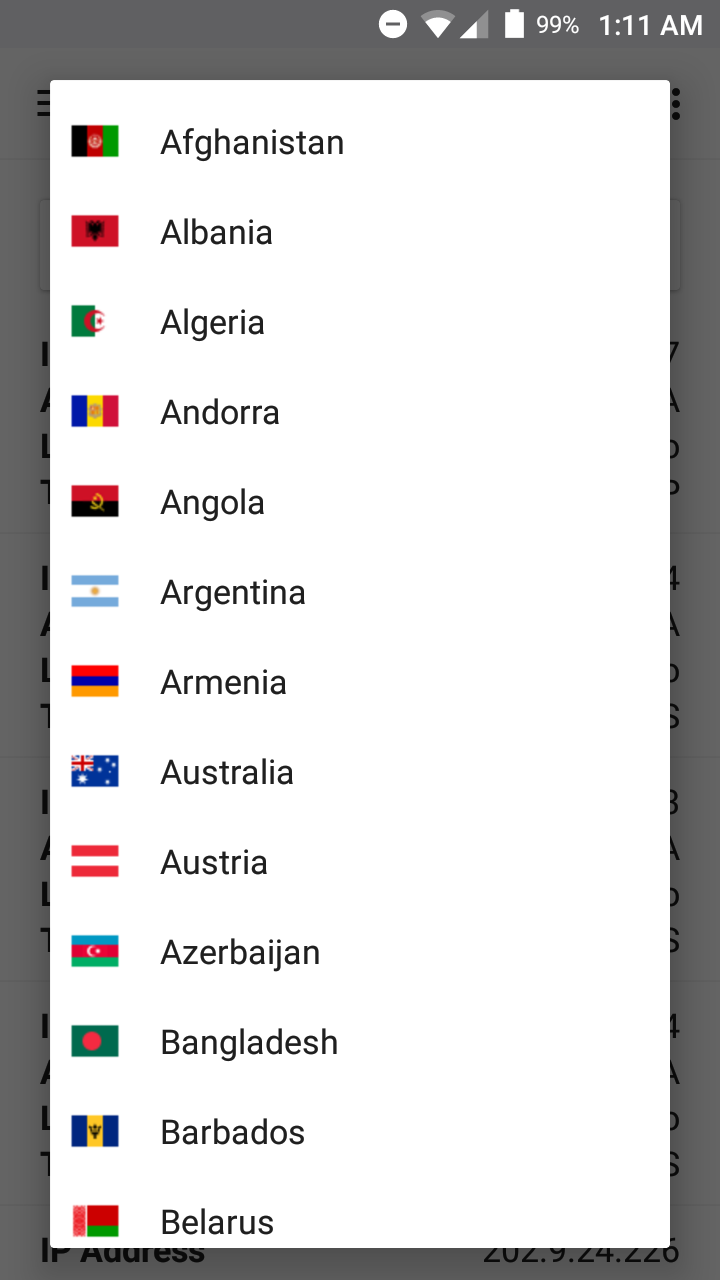 99% 1:11 AM
Afghanistan
Albania
Algeria
Andorra
Angola
Argentina
Armenia
Australia
Austria
Azerbaijan
Bangladesh
Barbados
Belarus
IP Address 202.9.24.226